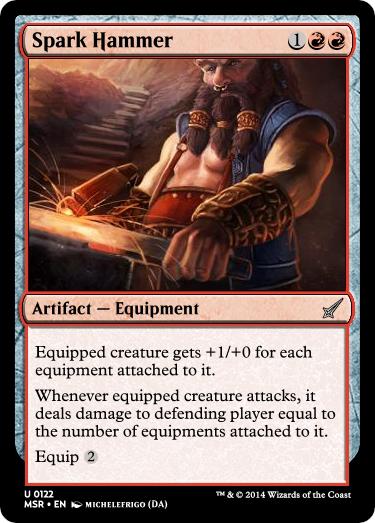 Spark Hammer 1
Artifact — Equipment
Equipped creature gets +1/+0 for each
equipment attached to it.
Whenever equipped creature attacks, it
deals damage to defending player equal to
the number of equipments attached to it.
Equip 2
U 0122
MSR • EN MICHELEFRIGO (DA)
™ & © 2014 Wizards of the Coast